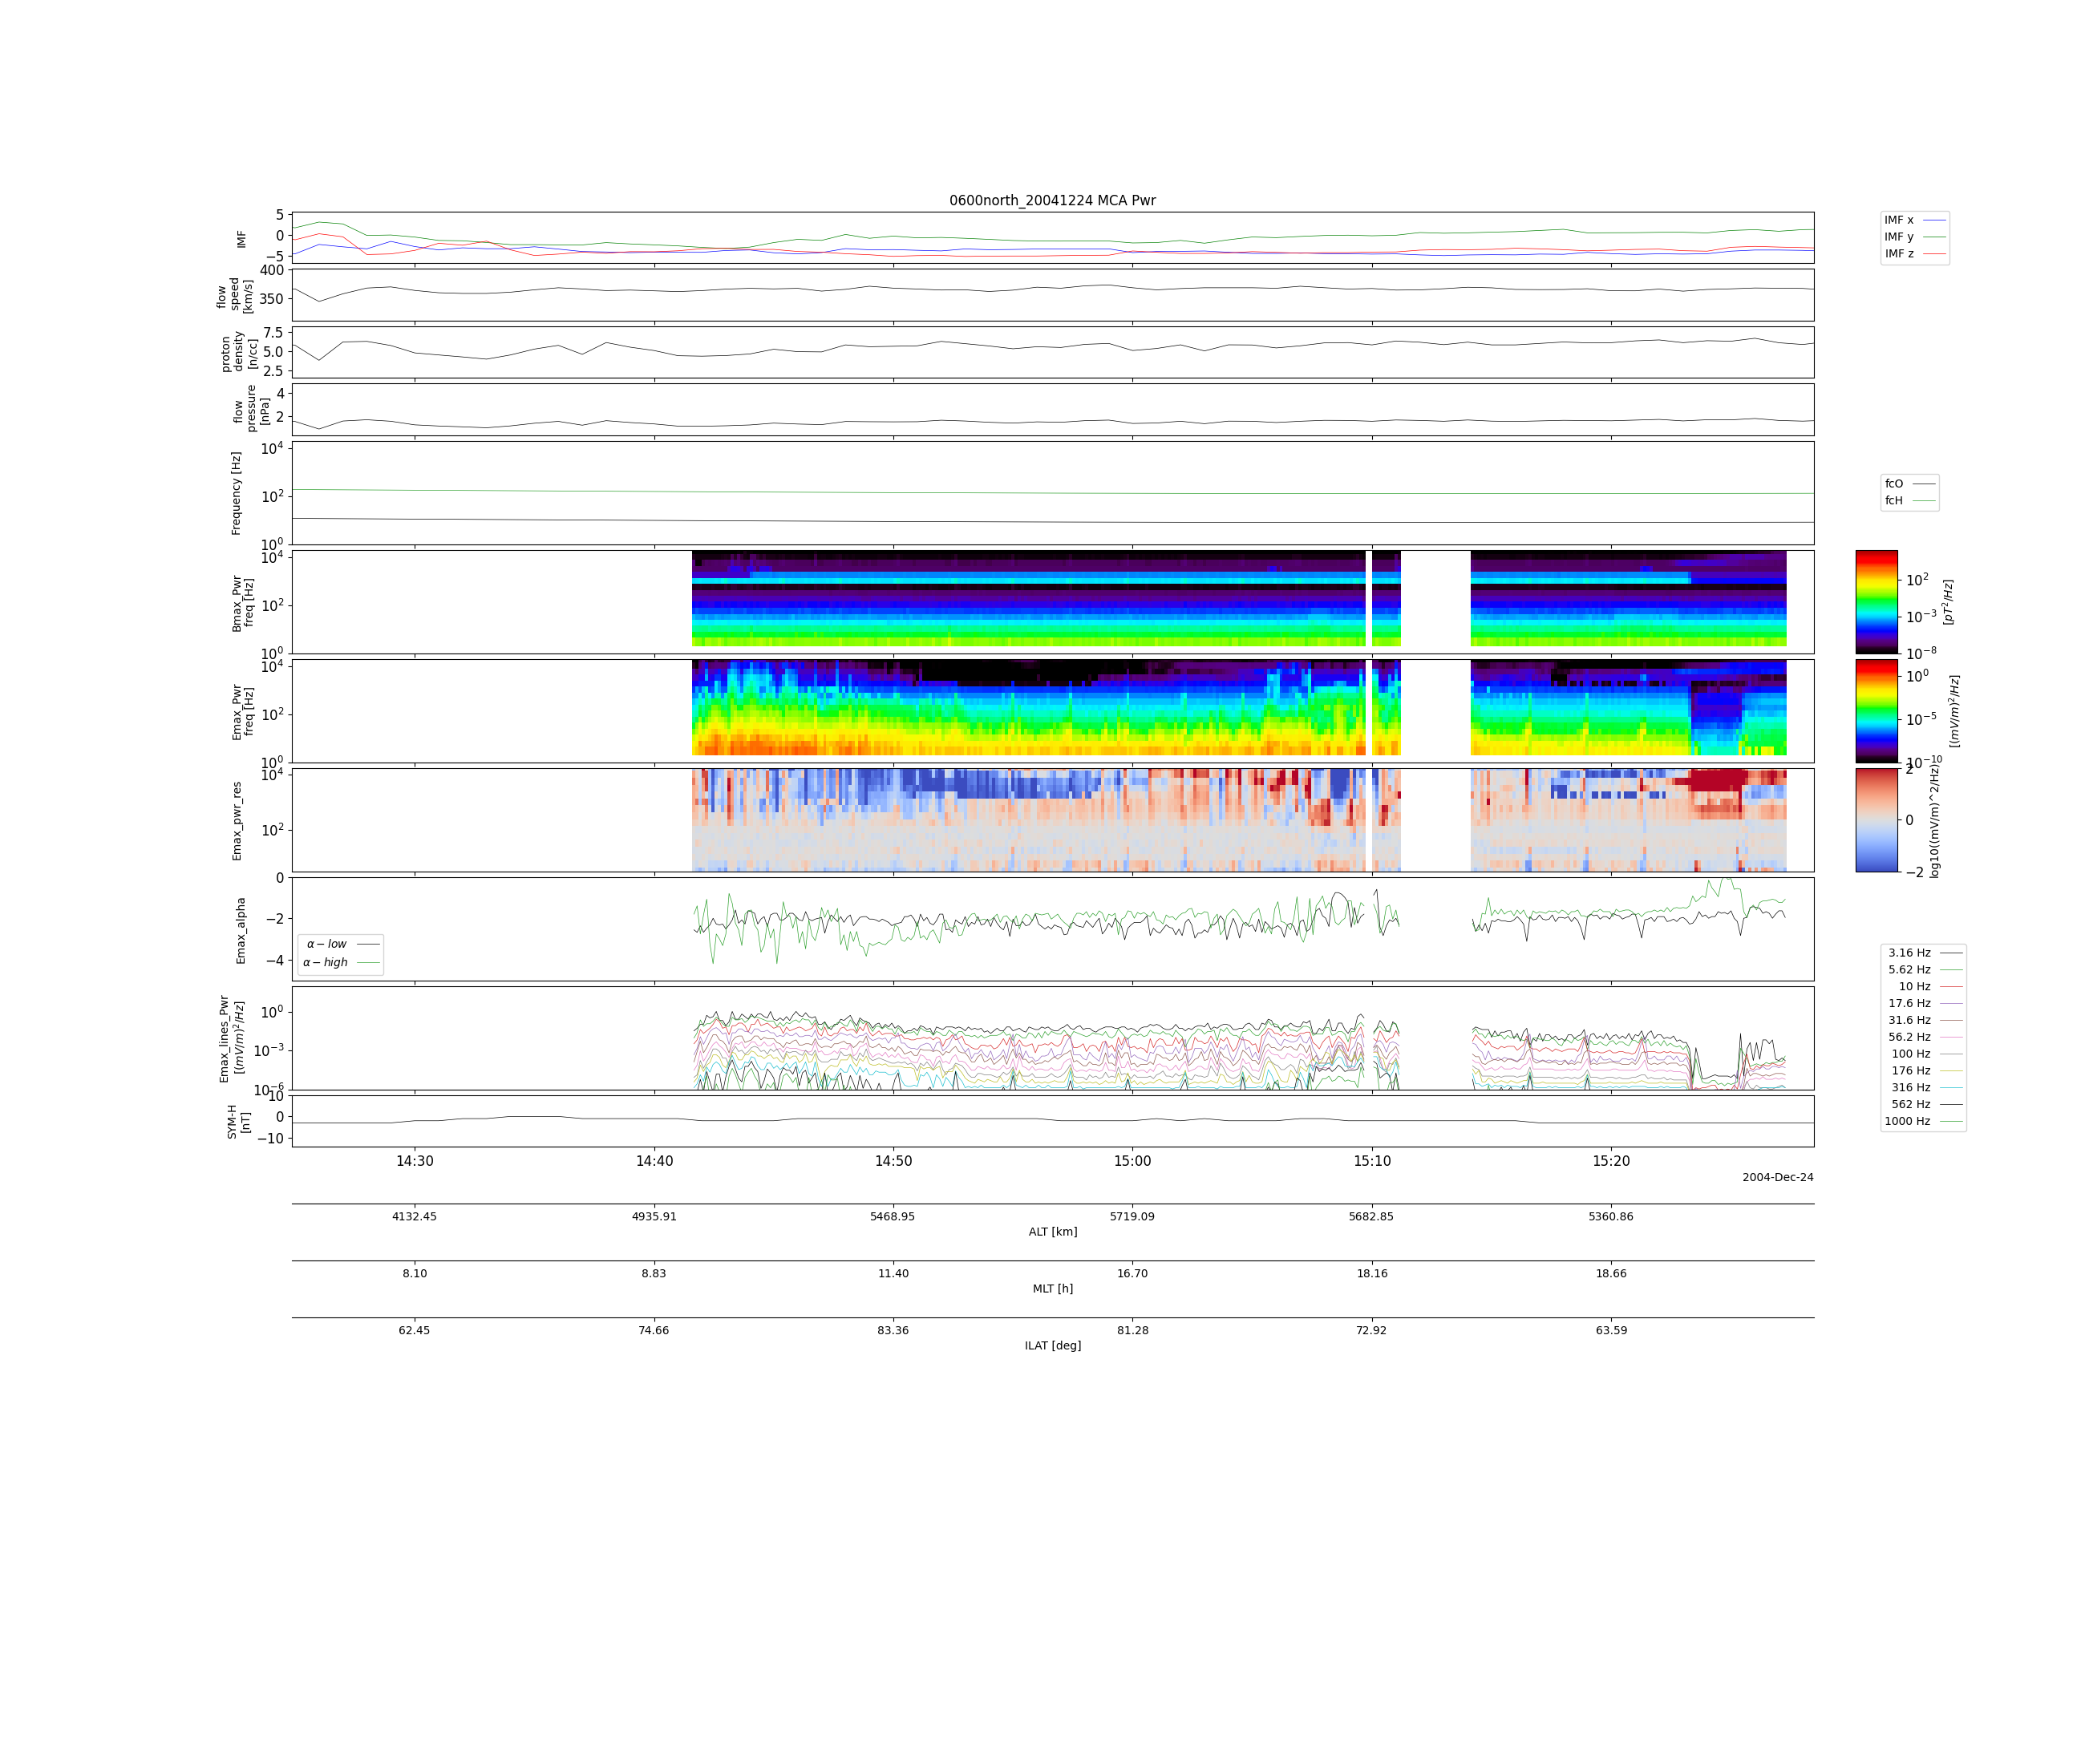 0600north_20041224 MCA Pwr
5
0
−5
IMF
IMF x
IMF y
IMF z
400
350
flow
speed
[km/s]
7.5
5.0
2.5
proton
density
[n/cc]
4
2
flow
pressure
[nPa]
10^4
10^2
10^0
Frequency [Hz]
fcO
fcH
10^4
10^2
10^0
Bmax_Pwr
freq [Hz]
10^2
10^−3
10^−8
[pT^2/Hz]
10^4
10^2
10^0
Emax_Pwr
freq [Hz]
10^0
10^−5
10^−10
[(mV/m)^2/Hz]
10^4
10^2
Emax_pwr_res
2
0
−2
log10((mV/m)^2/Hz)
0
−2
−4
Emax_alpha
α − low
α − high
10^0
10^−3
10^−6
Emax_lines_Pwr
[(mV/m)^2/Hz]
3.16 Hz
5.62 Hz
10 Hz
17.6 Hz
31.6 Hz
56.2 Hz
100 Hz
176 Hz
316 Hz
562 Hz
1000 Hz
10
0
−10
SYM-H
[nT]
14:30 14:40 14:50 15:00 15:10 15:20
2004-Dec-24
4132.45 4935.91 5468.95 5719.09 5682.85 5360.86
ALT [km]
8.10 8.83 11.40 16.70 18.16 18.66
MLT [h]
62.45 74.66 83.36 81.28 72.92 63.59
ILAT [deg]